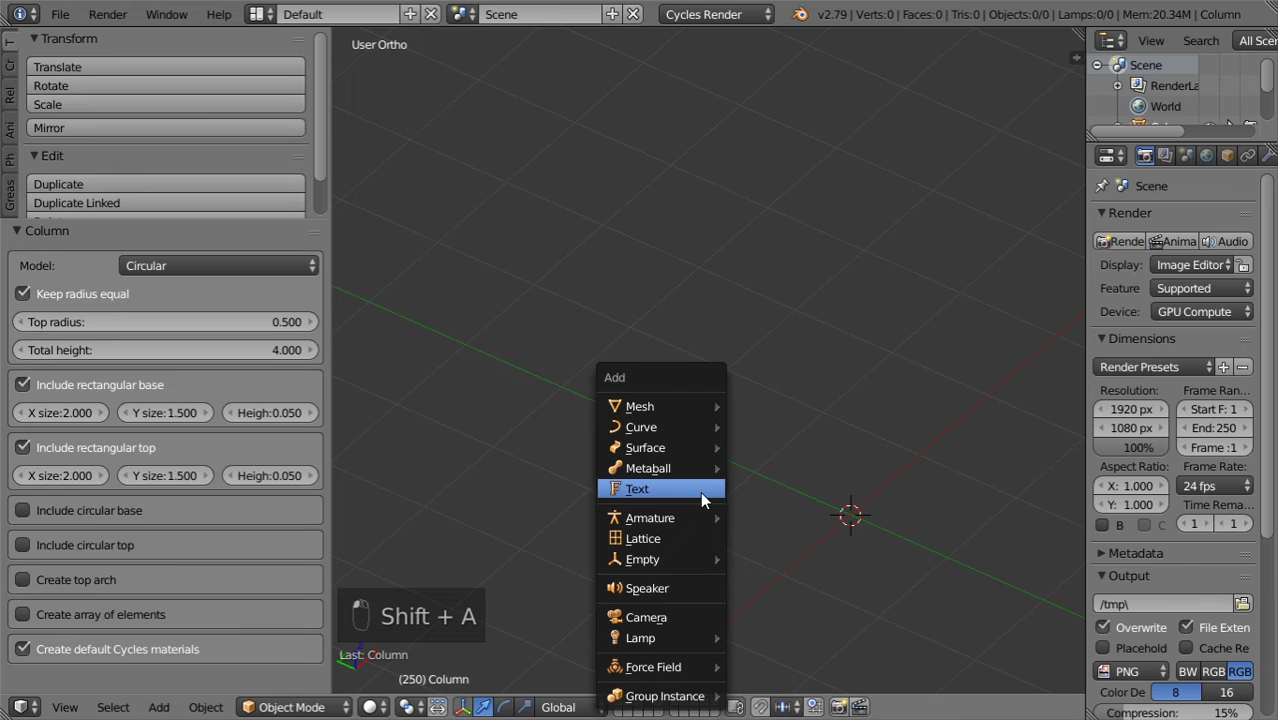 File Render Window Help Default Scene Cycles Render v2.79 | Verts:0 | Faces:0 | Tris:0 | Objects:0/0 | Lamps:0/0 | Mem:20.34M | Column
Transform
Translate
Rotate
Scale
Mirror
Edit
Duplicate
Duplicate Linked
T
Cr
Rel
Ani
Ph
Greas
Column
Model: Circular
Keep radius equal
Top radius: 0.500
Total height: 4.000
Include rectangular base
X size:2.000 Y size:1.500 Heigh:0.050
Include rectangular top
X size:2.000 Y size:1.500 Heigh:0.050
Include circular base
Include circular top
Create top arch
Create array of elements
Create default Cycles materials
User Ortho
Add
Mesh
Curve
Surface
Metaball
Text
Armature
Lattice
Empty
Speaker
Camera
Lamp
Force Field
Group Instance
Shift + A
Last: Column
(250) Column
View Select Add Object Object Mode Global
View Search All Scen
Scene
RenderLa
World
Scene
Render
Rende Anima Audio
Display: Image Editor
Feature Supported
Device: GPU Compute
Dimensions
Render Presets
Resolution: Frame Ran...
1920 px Start F: 1
1080 px End:250
100% Frame :1
Aspect Ratio: Frame Rate:
X: 1.000 24 fps
Y: 1.000 Time Rema...
B C 1 1
Metadata
Output
/tmp\
Overwrite File Exten
Placehold Cache Re
PNG BW RGB RGB
Color De 8 16
Compression: 15%